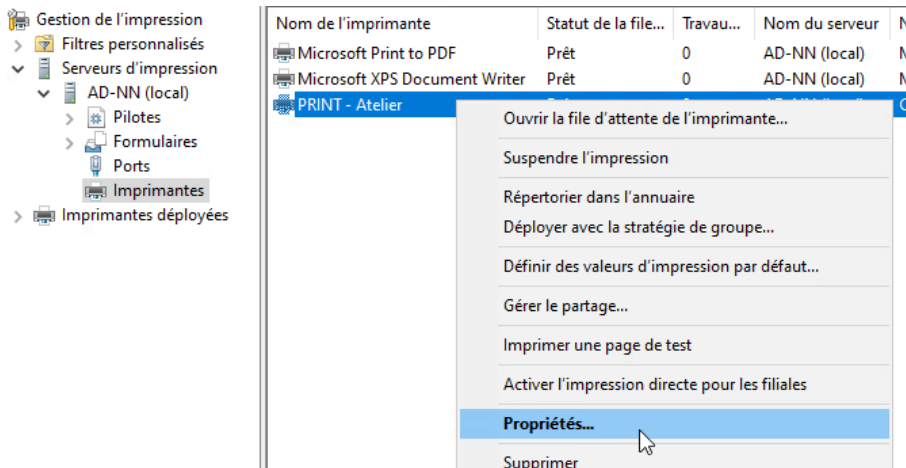 Gestion de l'impression
Filtres personnalisés
Serveurs d'impression
AD-NN (local)
Pilotes
Formulaires
Ports
Imprimantes
Imprimantes déployées
Nom de l'imprimante Statut de la file... Travau... Nom du serveur
Microsoft Print to PDF Prêt 0 AD-NN (local)
Microsoft XPS Document Writer Prêt 0 AD-NN (local)
PRINT - Atelier
Ouvrir la file d'attente de l'imprimante...
Suspendre l'impression
Répertorier dans l'annuaire
Déployer avec la stratégie de groupe...
Définir des valeurs d'impression par défaut...
Gérer le partage...
Imprimer une page de test
Activer l'impression directe pour les filiales
Propriétés...
Supprimer